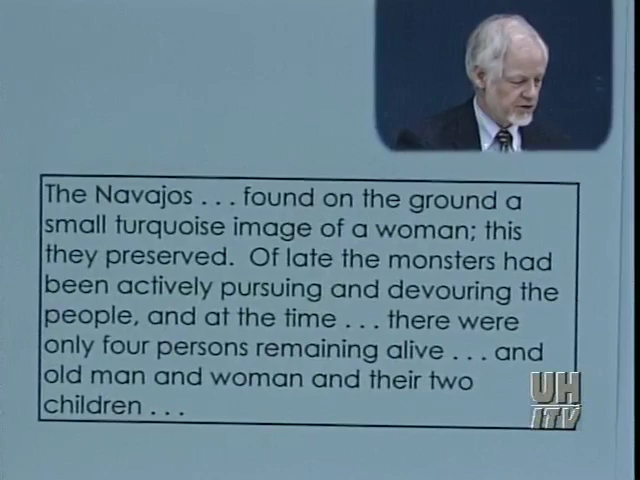 The Navajos . . . found on the ground a
small turquoise image of a woman; this
they preserved. Of late the monsters had
been actively pursuing and devouring the
people, and at the time . . . there were
only four persons remaining alive . . . and
old man and woman and their two
children . . .
UH
ITV